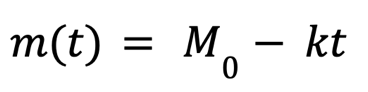 m(t) = M₀ − kt